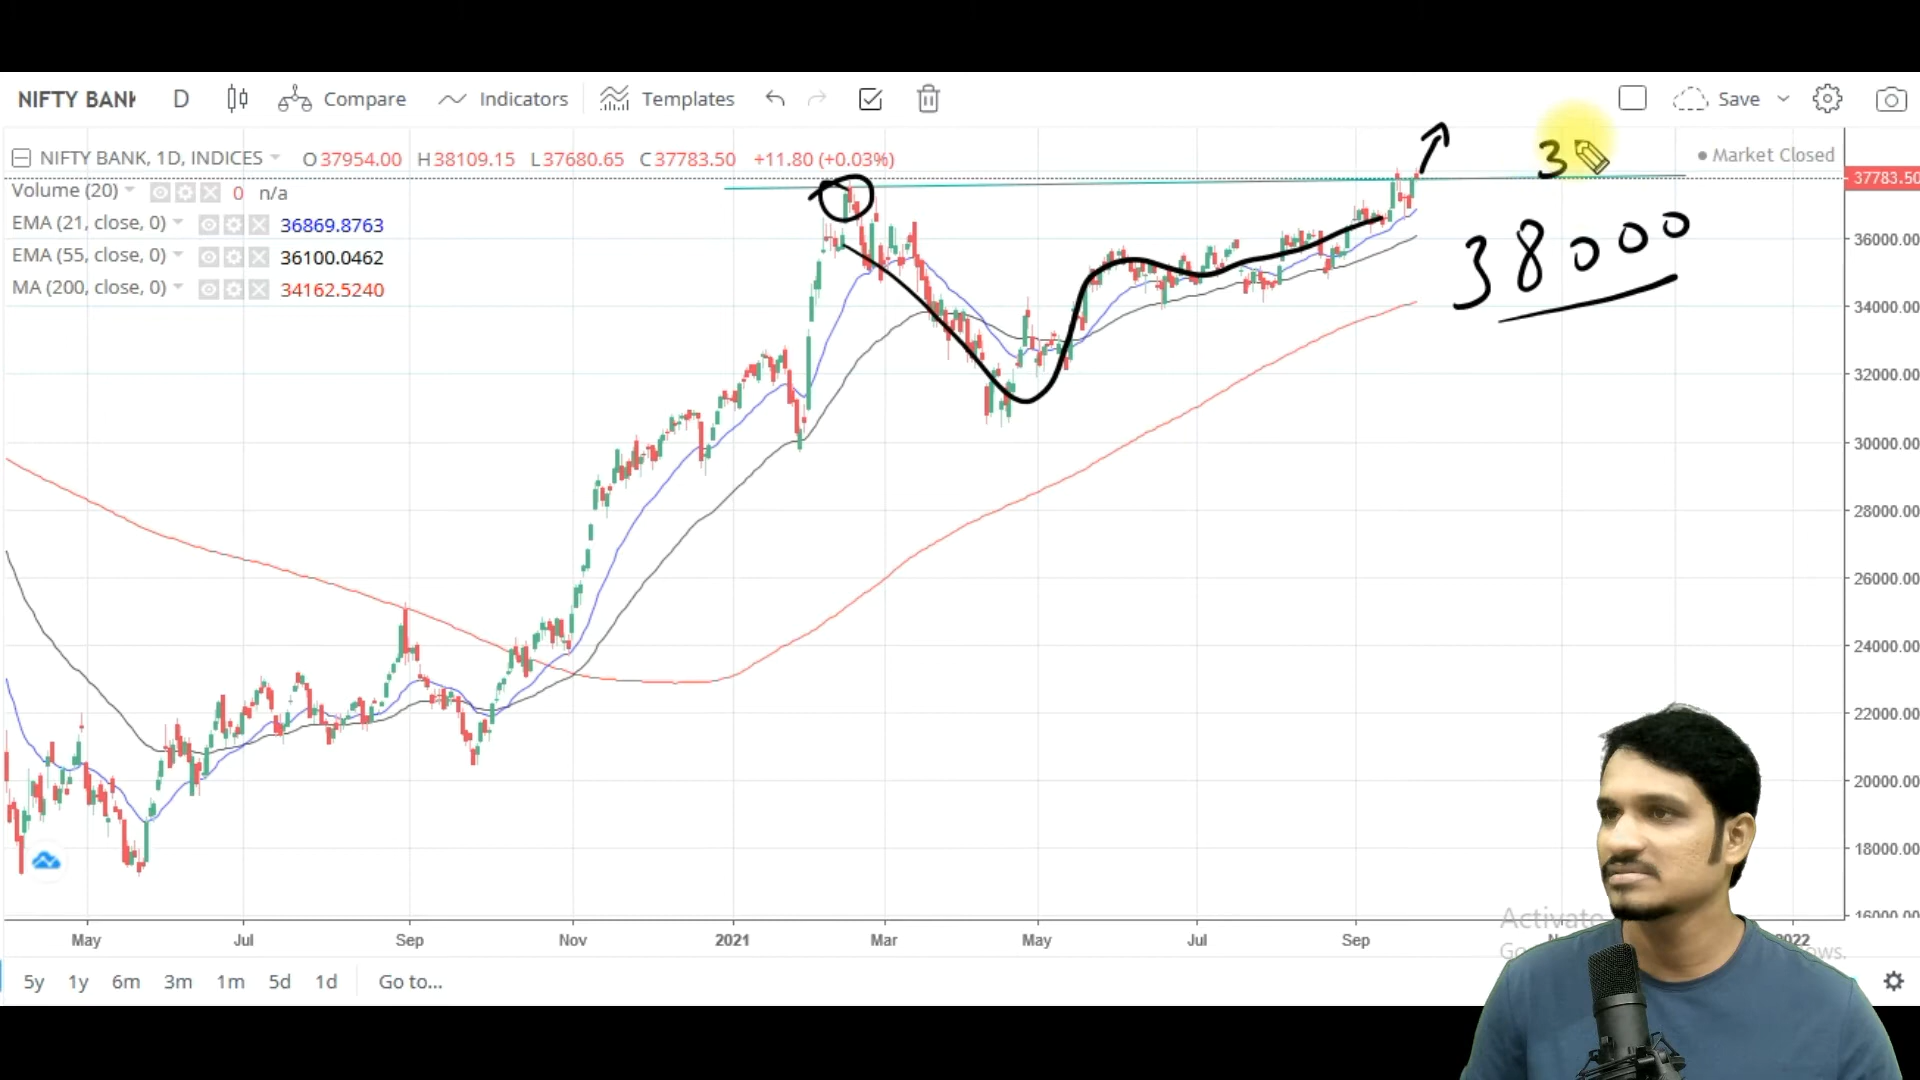 NIFTY BANK D Compare Indicators Templates Save
NIFTY BANK, 1D, INDICES O37954.00 H38109.15 L37680.65 C37783.50 +11.80 (+0.03%)
Market Closed
3
37783.50
Volume (20) 0 n/a
EMA (21, close, 0) 36869.8763
EMA (55, close, 0) 36100.0462
MA (200, close, 0) 34162.5240
38000
36000.00
34000.00
32000.00
30000.00
28000.00
26000.00
24000.00
22000.00
20000.00
18000.00
16000.00
Activate
May Jul Sep Nov 2021 Mar May Jul Sep 2022
5y 1y 6m 3m 1m 5d 1d Go to...